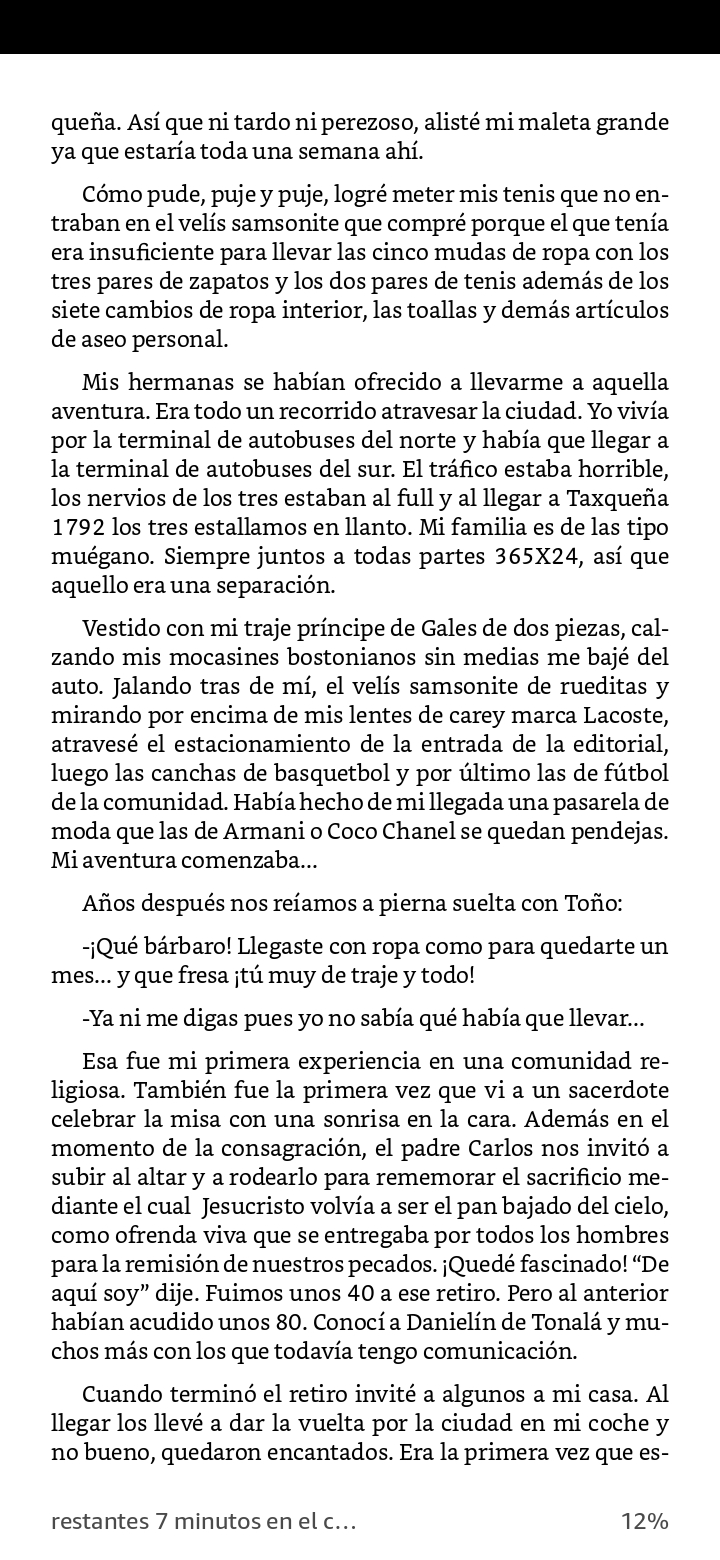 queña. Así que ni tardo ni perezoso, alisté mi maleta grande
ya que estaría toda una semana ahí.
Cómo pude, puje y puje, logré meter mis tenis que no en-
traban en el velís samsonite que compré porque el que tenía
era insuficiente para llevar las cinco mudas de ropa con los
tres pares de zapatos y los dos pares de tenis además de los
siete cambios de ropa interior, las toallas y demás artículos
de aseo personal.
Mis hermanas se habían ofrecido a llevarme a aquella
aventura. Era todo un recorrido atravesar la ciudad. Yo vivía
por la terminal de autobuses del norte y había que llegar a
la terminal de autobuses del sur. El tráfico estaba horrible,
los nervios de los tres estaban al full y al llegar a Taxqueña
1792 los tres estallamos en llanto. Mi familia es de las tipo
muégano. Siempre juntos a todas partes 365X24, así que
aquello era una separación.
Vestido con mi traje príncipe de Gales de dos piezas, cal-
zando mis mocasines bostonianos sin medias me bajé del
auto. Jalando tras de mí, el velís samsonite de rueditas y
mirando por encima de mis lentes de carey marca Lacoste,
atravesé el estacionamiento de la entrada de la editorial,
luego las canchas de basquetbol y por último las de fútbol
de la comunidad. Había hecho de mi llegada una pasarela de
moda que las de Armani o Coco Chanel se quedan pendejas.
Mi aventura comenzaba...
Años después nos reíamos a pierna suelta con Toño:
-¡Qué bárbaro! Llegaste con ropa como para quedarte un
mes... y que fresa ¡tú muy de traje y todo!
-Ya ni me digas pues yo no sabía qué había que llevar...
Esa fue mi primera experiencia en una comunidad re-
ligiosa. También fue la primera vez que vi a un sacerdote
celebrar la misa con una sonrisa en la cara. Además en el
momento de la consagración, el padre Carlos nos invitó a
subir al altar y a rodearlo para rememorar el sacrificio me-
diante el cual  Jesucristo volvía a ser el pan bajado del cielo,
como ofrenda viva que se entregaba por todos los hombres
para la remisión de nuestros pecados. ¡Quedé fascinado! “De
aquí soy” dije. Fuimos unos 40 a ese retiro. Pero al anterior
habían acudido unos 80. Conocí a Danielín de Tonalá y mu-
chos más con los que todavía tengo comunicación.
Cuando terminó el retiro invité a algunos a mi casa. Al
llegar los llevé a dar la vuelta por la ciudad en mi coche y
no bueno, quedaron encantados. Era la primera vez que es-
restantes 7 minutos en el c... 12%